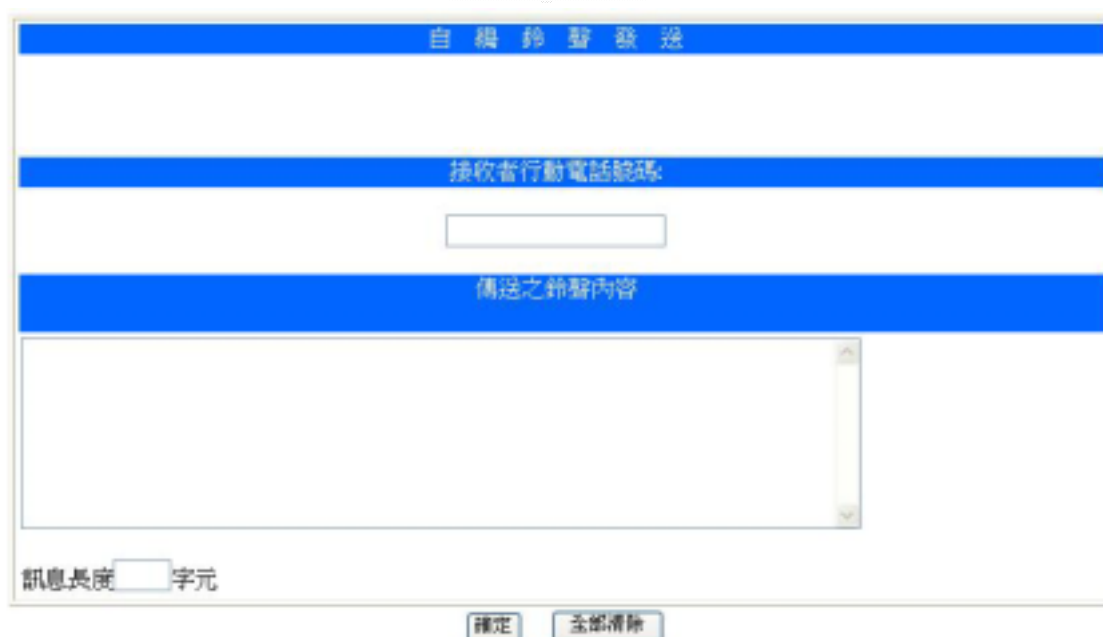 自編鈴聲發送
接收者行動電話號碼:
傳送之鈴聲內容
訊息長度 字元
確定 全部清除